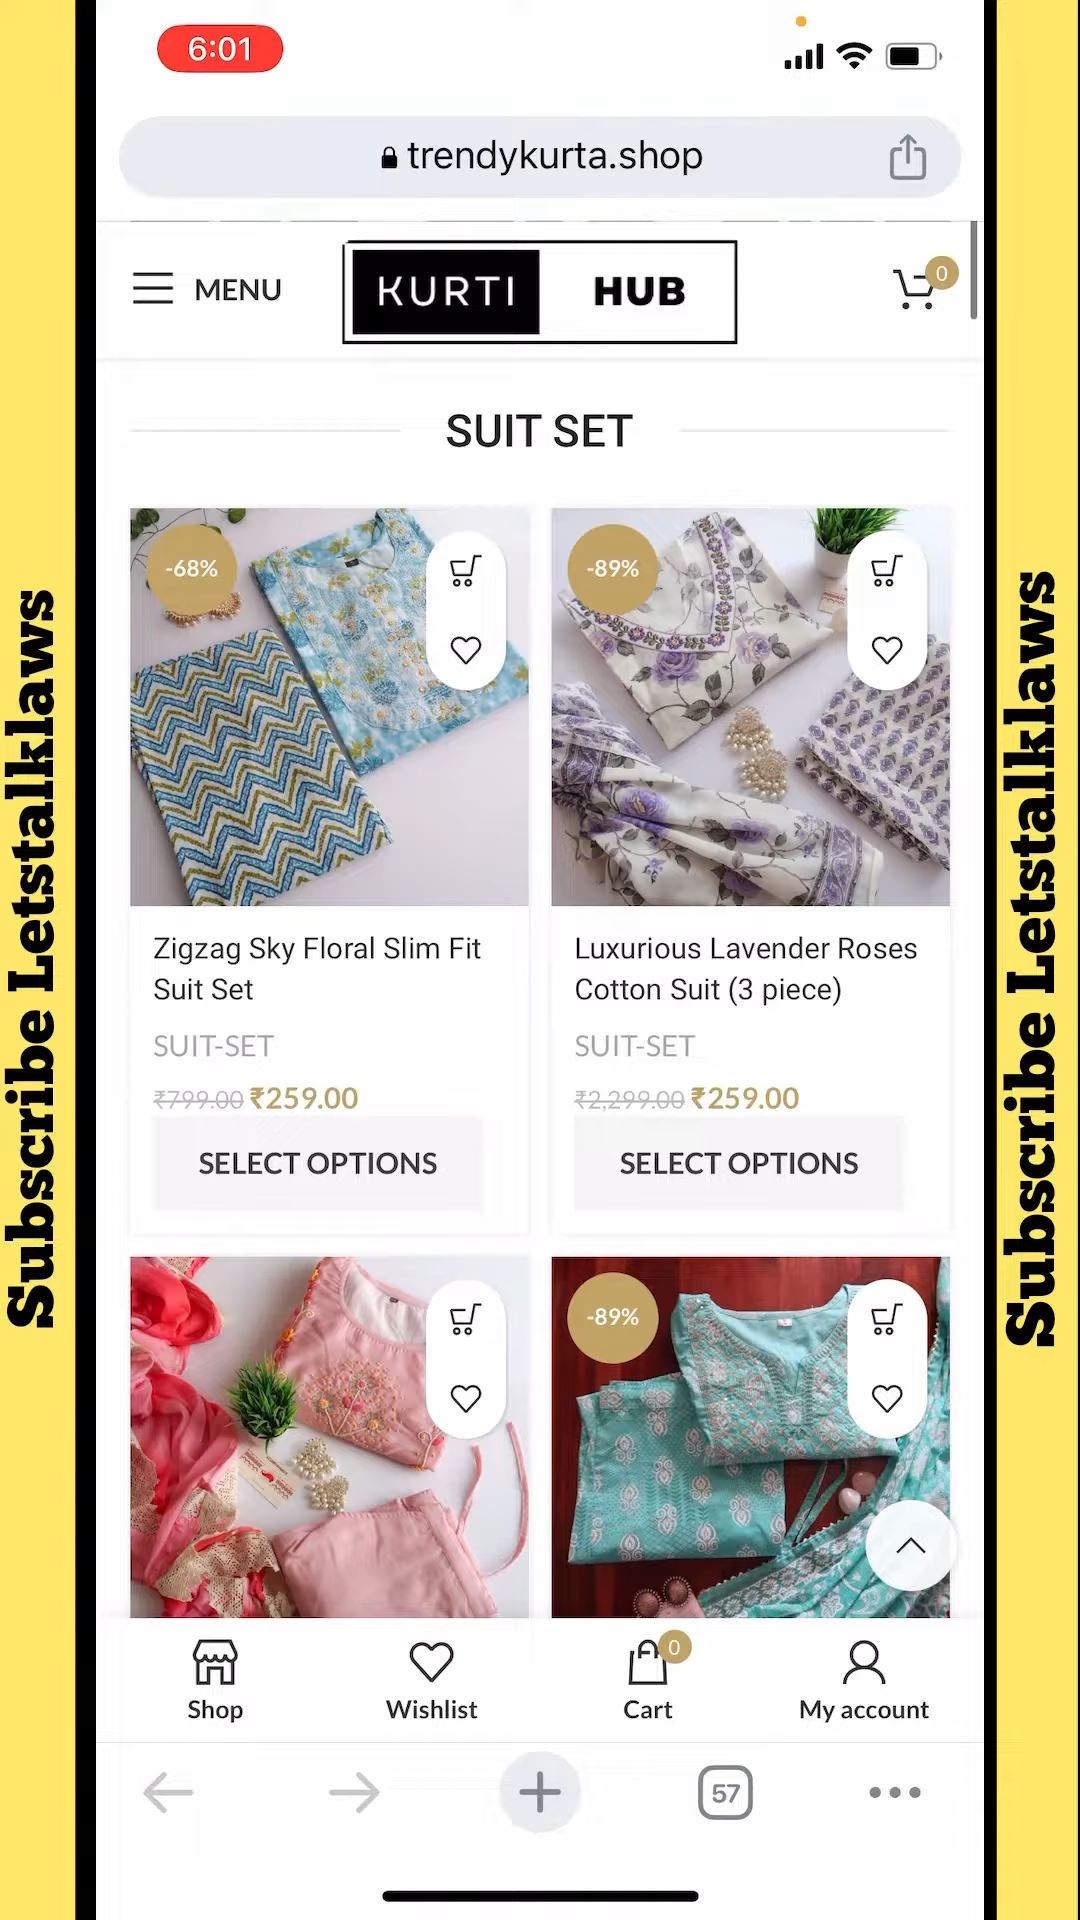 6:01
trendykurta.shop
MENU
KURTI HUB
0
SUIT SET
-68%
-89%
Zigzag Sky Floral Slim Fit
Suit Set
SUIT-SET
₹799.00 ₹259.00
SELECT OPTIONS
Luxurious Lavender Roses
Cotton Suit (3 piece)
SUIT-SET
₹2,299.00 ₹259.00
SELECT OPTIONS
-89%
Shop
Wishlist
0
Cart
My account
57
Subscribe Letstalklaws
Subscribe Letstalklaws